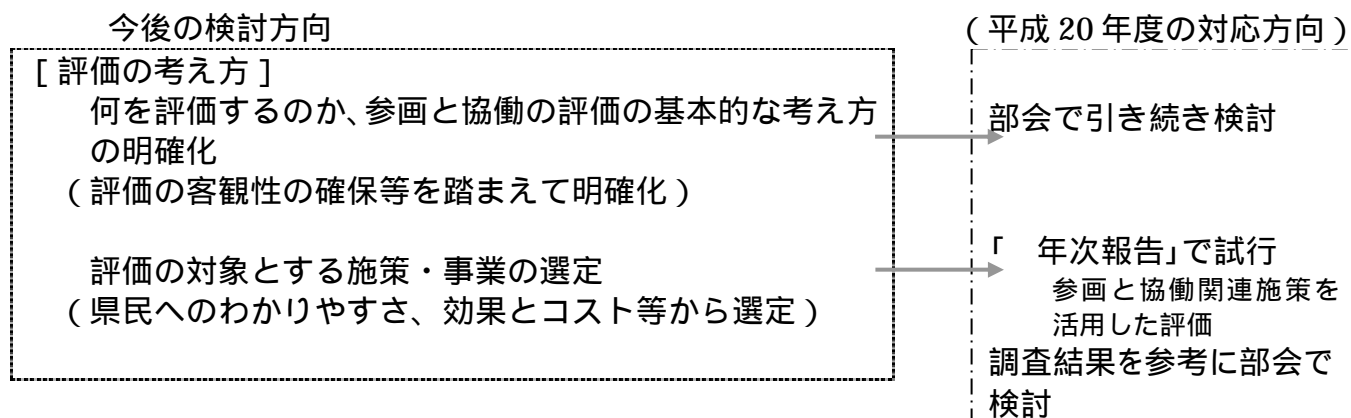 今後の検討方向
(平成20年度の対応方向)
[評価の考え方]
何を評価するのか、参画と協働の評価の基本的な考え方
の明確化
(評価の客観性の確保等を踏まえて明確化)
評価の対象とする施策・事業の選定
(県民へのわかりやすさ、効果とコスト等から選定)
部会で引き続き検討
「　年次報告」で試行
参画と協働関連施策を
活用した評価
調査結果を参考に部会で
検討